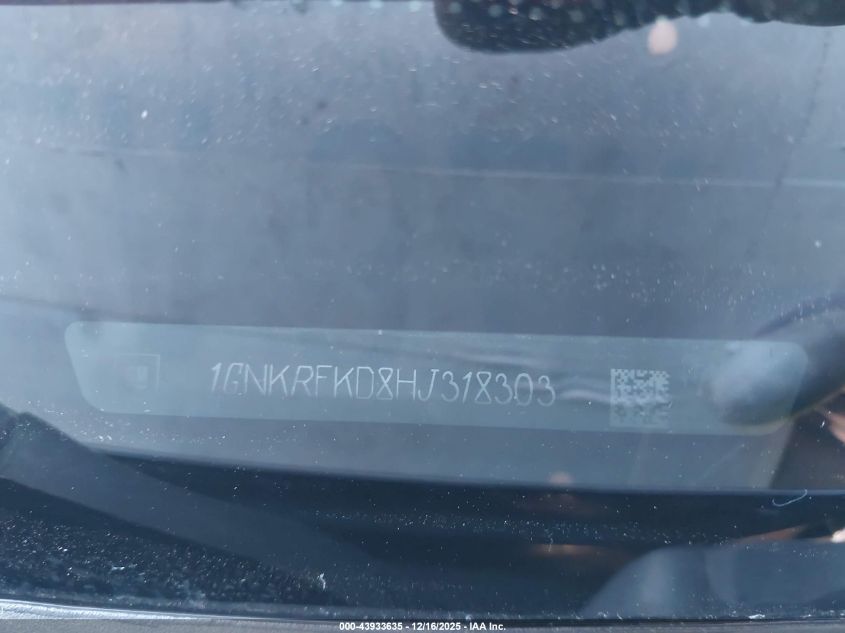 1GNKRFKD8HJ318303
000-43933635 - 12/16/2025 - IAA Inc.